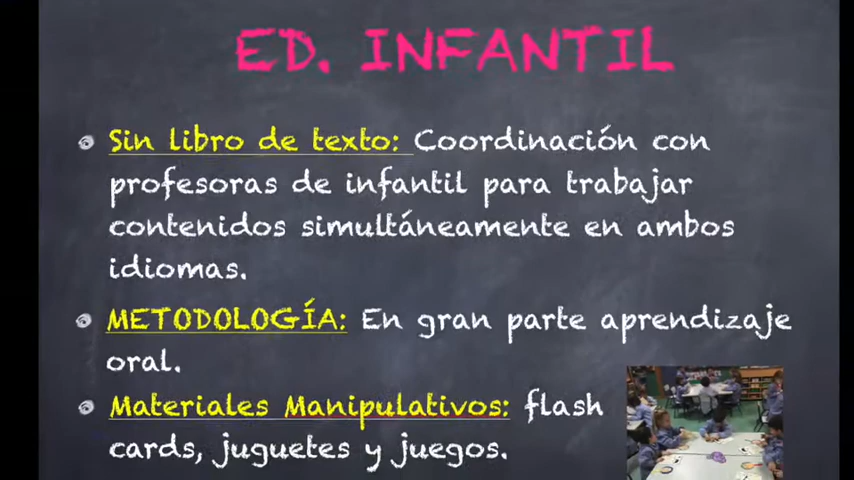 ED. INFANTIL
Sin libro de texto: Coordinación con
profesoras de infantil para trabajar
contenidos simultáneamente en ambos
idiomas.
METODOLOGÍA: En gran parte aprendizaje
oral.
Materiales Manipulativos: flash
cards, juguetes y juegos.